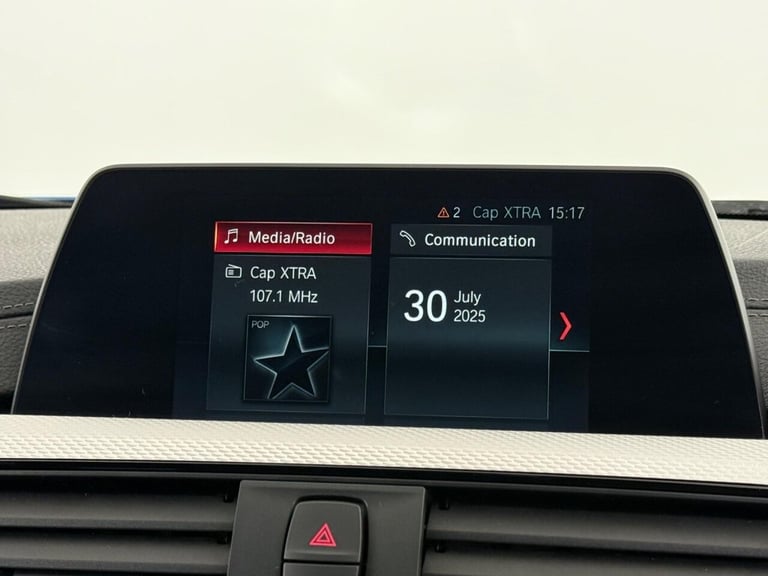 2 Cap XTRA 15:17
Media/Radio
Cap XTRA
107.1 MHz
POP
Communication
30 July
2025